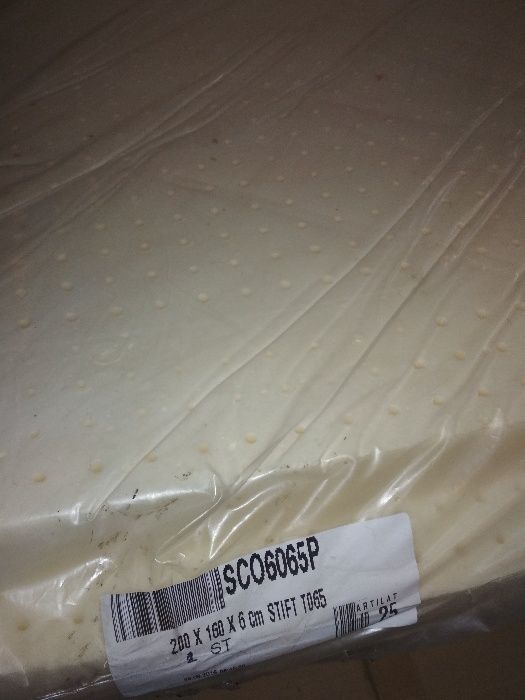 SCO6065P
200 X 160 X 6 cm STIFT T065
ARTILAT
1 ST
25